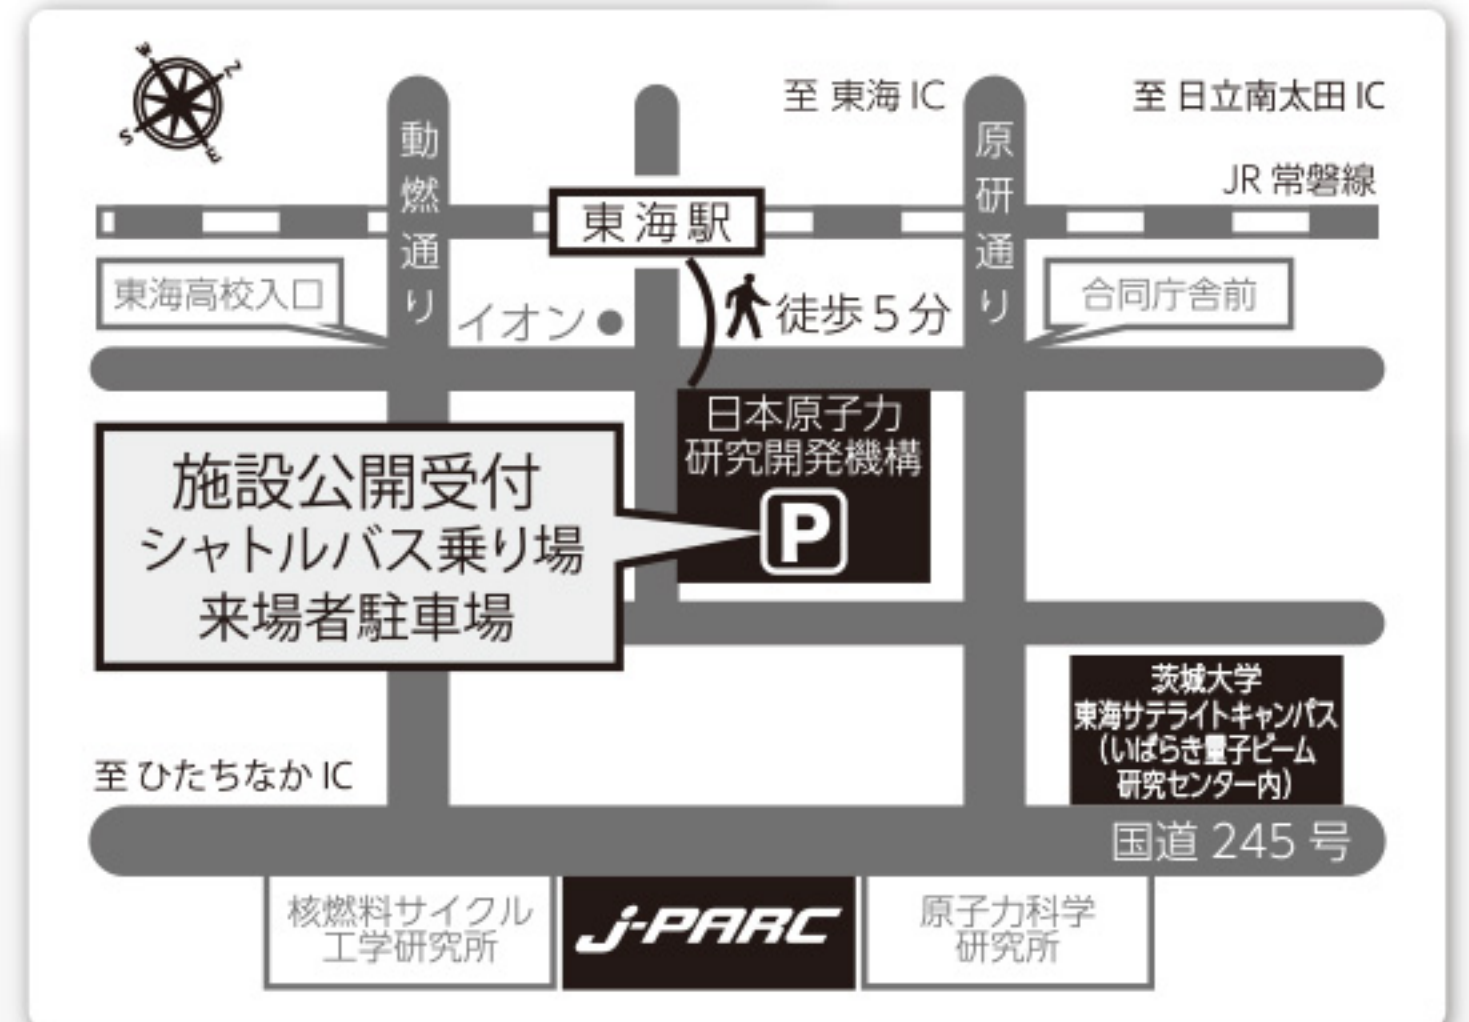 N
W
S
E
至 東海 IC
至 日立南太田 IC
動燃通り
原研通り
JR 常磐線
東海駅
東海高校入口
イオン
徒歩 5 分
合同庁舎前
日本原子力
研究開発機構
P
施設公開受付
シャトルバス乗り場
来場者駐車場
茨城大学
東海サテライトキャンパス
(いばらき量子ビーム
研究センター内)
至 ひたちなか IC
国道 245 号
核燃料サイクル
工学研究所
J-PARC
原子力科学
研究所